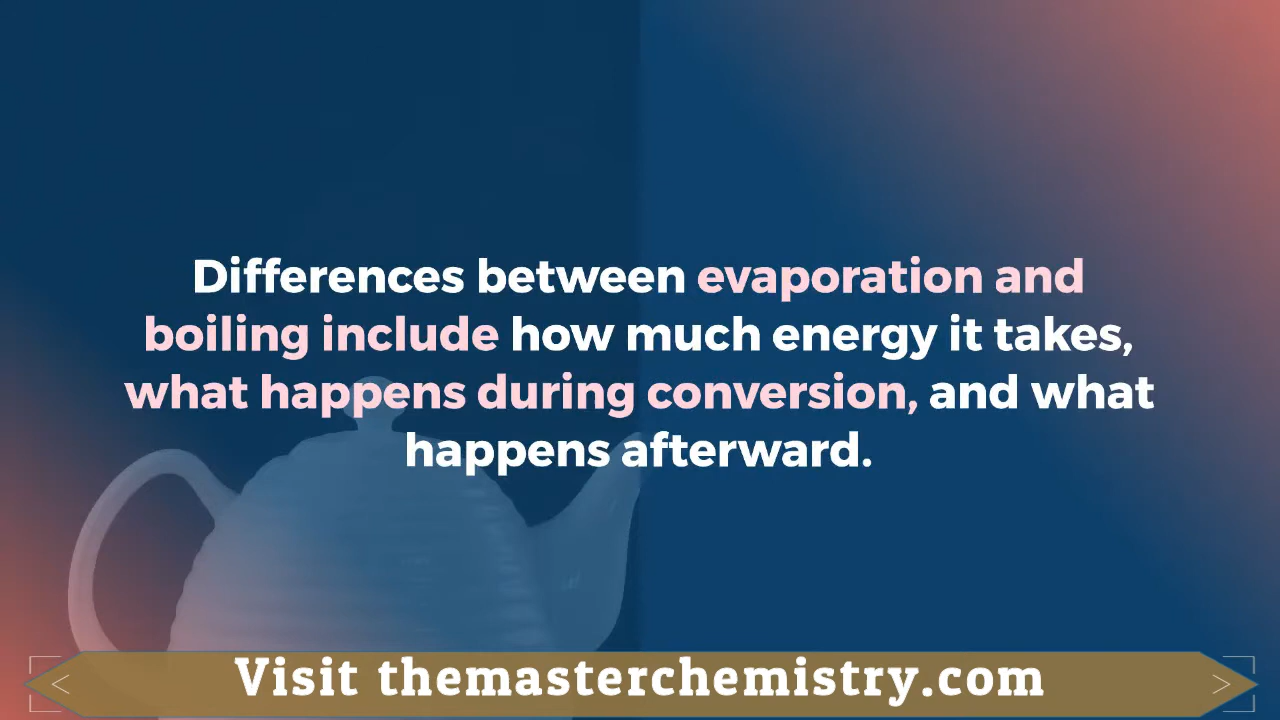 Differences between evaporation and
boiling include how much energy it takes,
what happens during conversion, and what
happens afterward.
Visit themasterchemistry.com